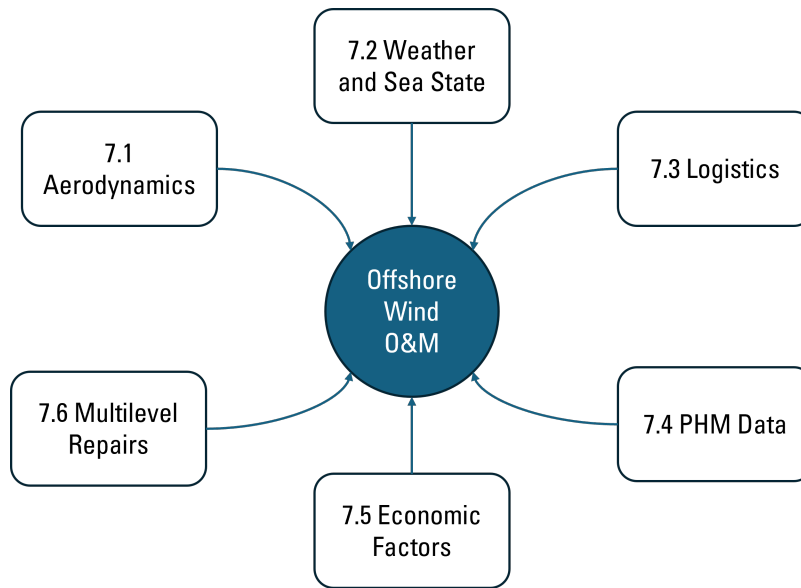 7.2 Weather
and Sea State
7.1
Aerodynamics
7.3 Logistics
Offshore
Wind
O&M
7.6 Multilevel
Repairs
7.4 PHM Data
7.5 Economic
Factors